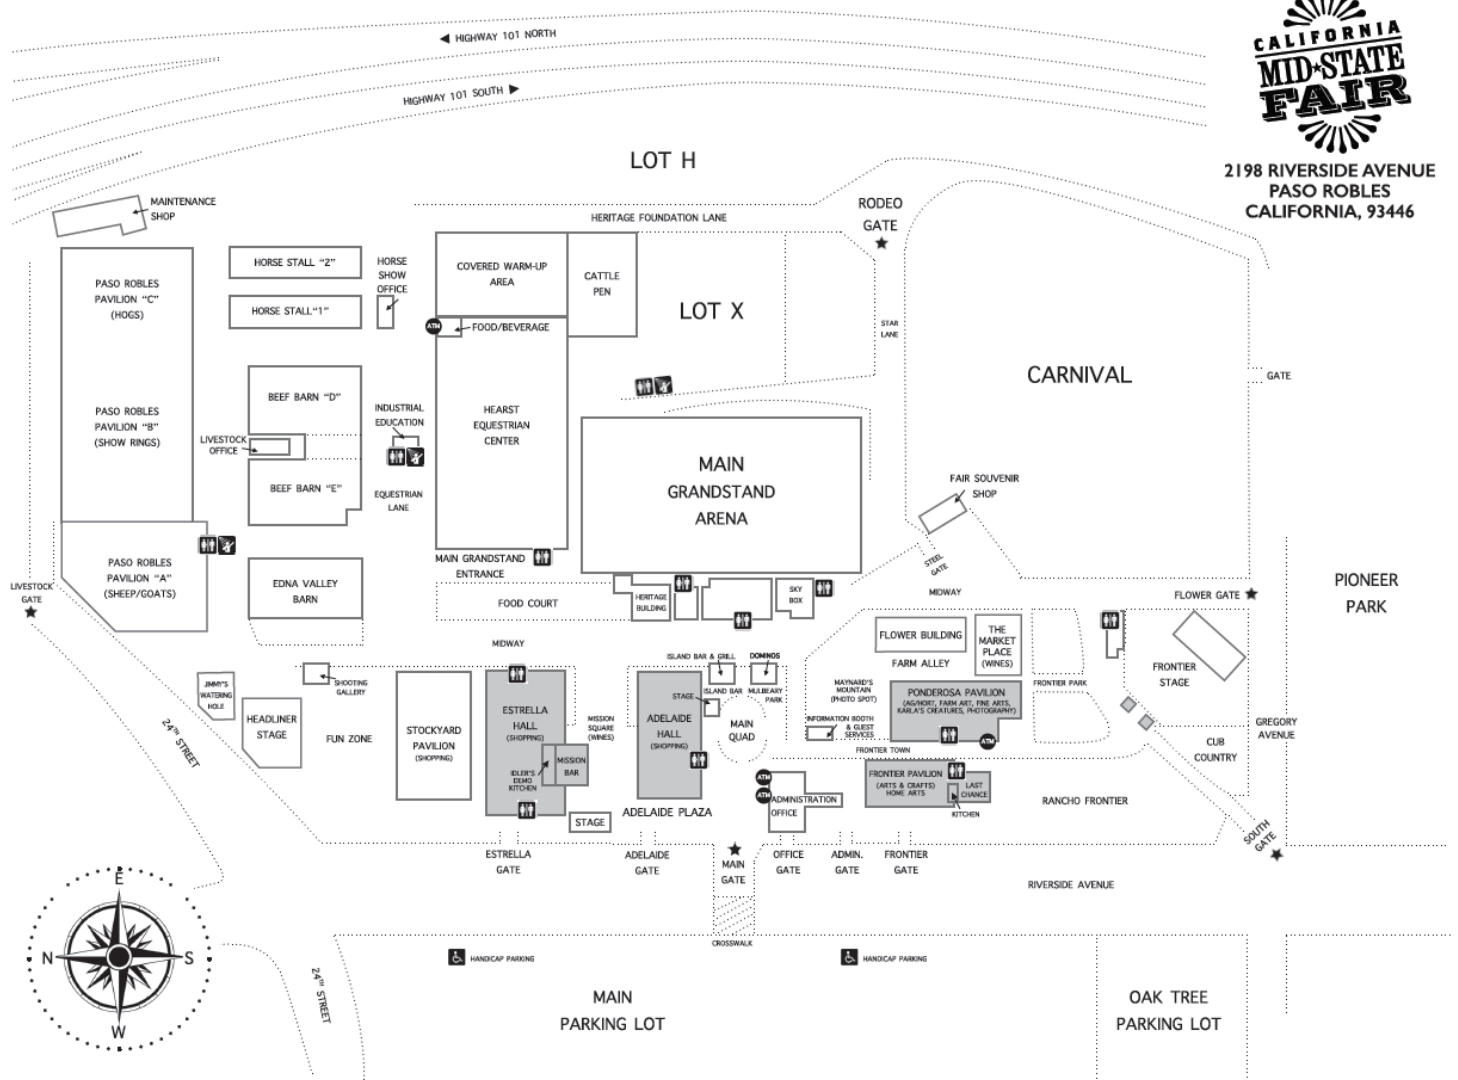 CALIFORNIA
MID★STATE
FAIR
2198 RIVERSIDE AVENUE
PASO ROBLES
CALIFORNIA, 93446
◄ HIGHWAY 101 NORTH
HIGHWAY 101 SOUTH ►
LOT H
HERITAGE FOUNDATION LANE
RODEO
GATE
MAINTENANCE
SHOP
PASO ROBLES
PAVILION "C"
(HOGS)
HORSE STALL "2"
HORSE STALL"1"
HORSE
SHOW
OFFICE
COVERED WARM-UP
AREA
CATTLE
PEN
LOT X
ATM
FOOD/BEVERAGE
STAR
LANE
CARNIVAL
GATE
PASO ROBLES
PAVILION "B"
(SHOW RINGS)
BEEF BARN "D"
LIVESTOCK
OFFICE
BEEF BARN "E"
INDUSTRIAL
EDUCATION
EQUESTRIAN
LANE
HEARST
EQUESTRIAN
CENTER
MAIN
GRANDSTAND
ARENA
FAIR SOUVENIR
SHOP
STEEL
GATE
MIDWAY
PASO ROBLES
PAVILION "A"
(SHEEP/GOATS)
LIVESTOCK
GATE
EDNA VALLEY
BARN
MAIN GRANDSTAND
ENTRANCE
FOOD COURT
HERITAGE
BUILDING
SKY
BOX
FLOWER GATE
PIONEER
PARK
MIDWAY
FLOWER BUILDING
THE
MARKET
PLACE
(WINES)
FARM ALLEY
FRONTIER PARK
FRONTIER
STAGE
JIMMY'S
WATERING
HOLE
SHOOTING
GALLERY
HEADLINER
STAGE
FUN ZONE
STOCKYARD
PAVILION
(SHOPPING)
ESTRELLA
HALL
(SHOPPING)
IDLER'S
DEMO
KITCHEN
MISSION
BAR
MISSION
SQUARE
(WINES)
STAGE
ISLAND BAR & GRILL
DOMINOS
ISLAND BAR
MULBEARY
PARK
STAGE
ADELAIDE
HALL
(SHOPPING)
MAIN
QUAD
ADELAIDE PLAZA
MAYNARD'S
MOUNTAIN
(PHOTO SPOT)
INFORMATION BOOTH
& GUEST
SERVICES
PONDEROSA PAVILION
(AG/HORT, FARM ART, FINE ARTS,
KARLA'S CREATURES, PHOTOGRAPHY)
ATM
FRONTIER TOWN
FRONTIER PAVILION
(ARTS & CRAFTS)
HOME ARTS
LAST
CHANCE
KITCHEN
ATM
ATM
ADMINISTRATION
OFFICE
RANCHO FRONTIER
CUB
COUNTRY
GREGORY
AVENUE
SOUTH
GATE
24TH STREET
ESTRELLA
GATE
ADELAIDE
GATE
MAIN
GATE
OFFICE
GATE
ADMIN.
GATE
FRONTIER
GATE
RIVERSIDE AVENUE
CROSSWALK
HANDICAP PARKING
HANDICAP PARKING
24TH STREET
MAIN
PARKING LOT
OAK TREE
PARKING LOT
E
N
S
W